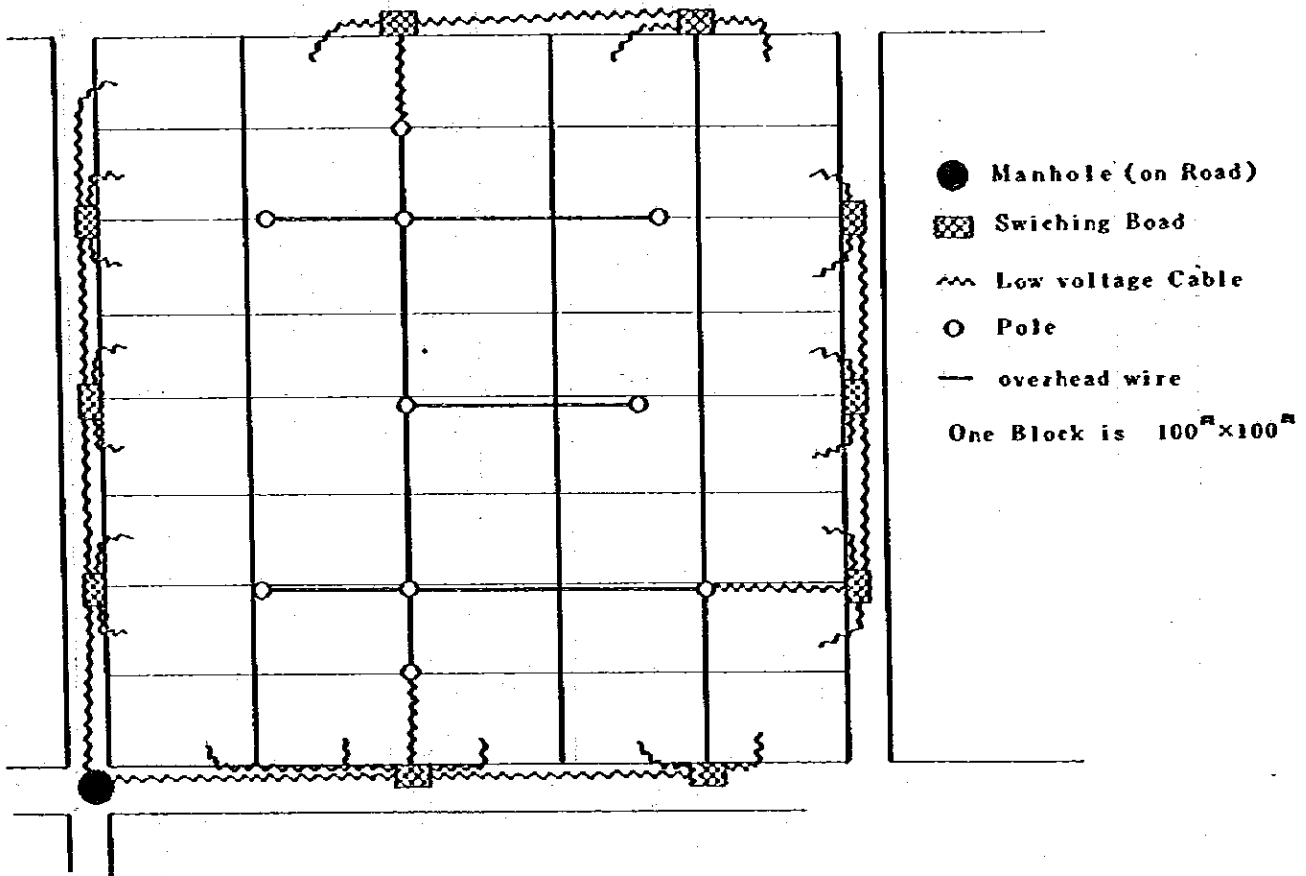 Manhole (on Road)
Swiching Boad
Low voltage Cable
Pole
overhead wire
One Block is 100ᵐ×100ᵐ